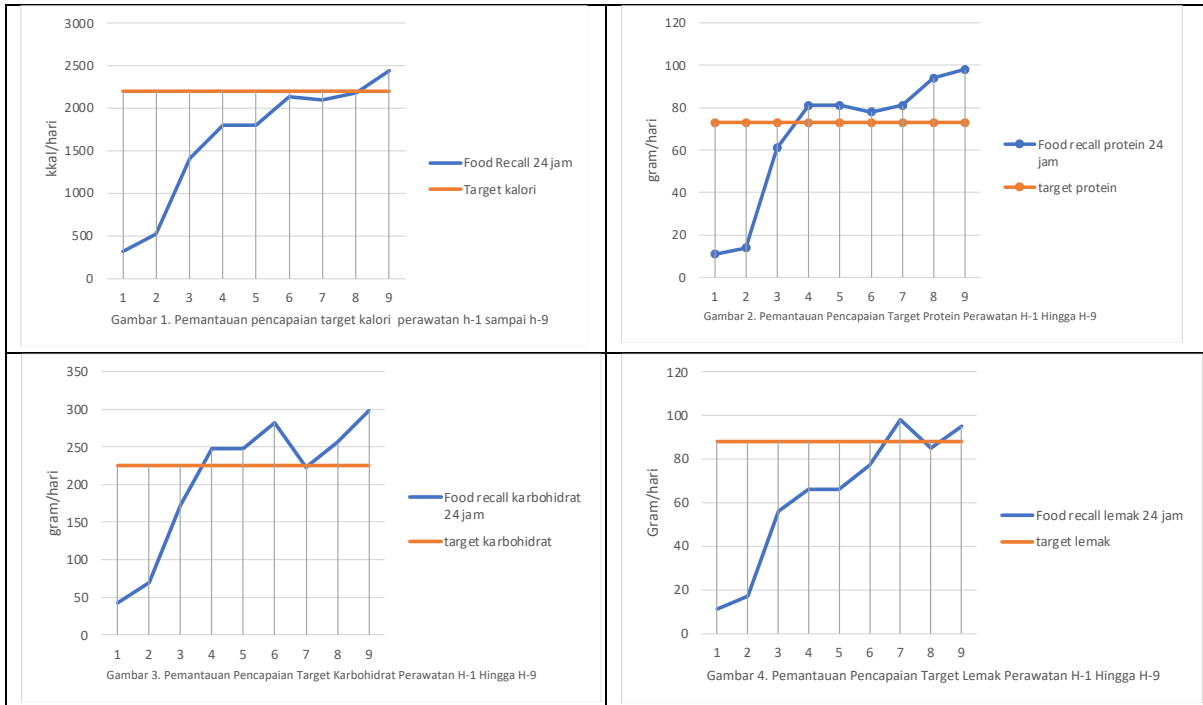 3000
2500
2000
1500
1000
500
0
kkal/hari
1 2 3 4 5 6 7 8 9
Food Recall 24 jam
Target kalori
Gambar 1. Pemantauan pencapaian target kalori perawatan h-1 sampai h-9
120
100
80
60
40
20
0
gram/hari
1 2 3 4 5 6 7 8 9
Food recall protein 24
jam
target protein
Gambar 2. Pemantauan Pencapaian Target Protein Perawatan H-1 Hingga H-9
350
300
250
200
150
100
50
0
gram/hari
1 2 3 4 5 6 7 8 9
Food recall karbohidrat
24 jam
target karbohidrat
Gambar 3. Pemantauan Pencapaian Target Karbohidrat Perawatan H-1 Hingga H-9
120
100
80
60
40
20
0
Gram/hari
1 2 3 4 5 6 7 8 9
Food recall lemak 24 jam
target lemak
Gambar 4. Pemantauan Pencapaian Target Lemak Perawatan H-1 Hingga H-9